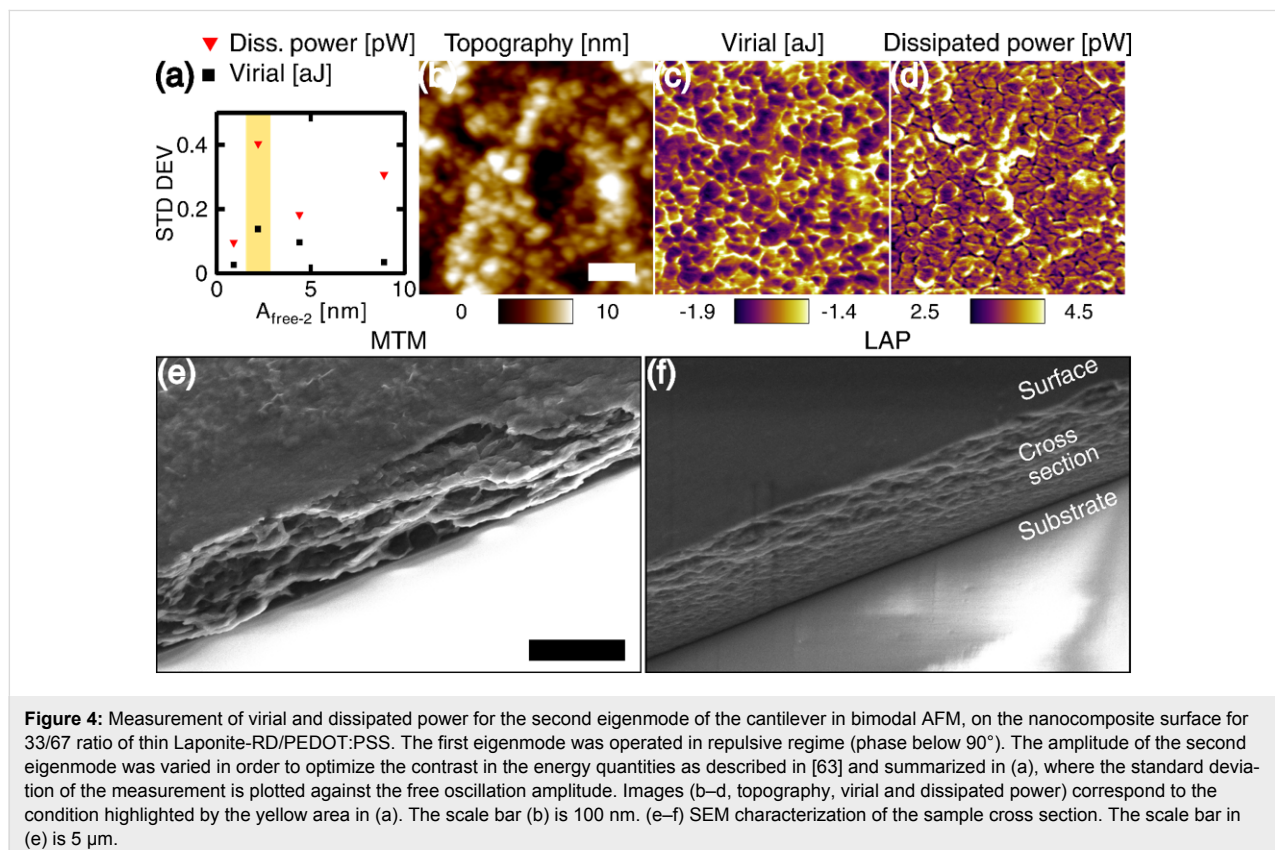 ▼ Diss. power [pW]
■ Virial [aJ]
Topography [nm]
Virial [aJ]
Dissipated power [pW]
(a)
(b)
(c)
(d)
STD DEV
0.4
0.2
0
0 5 10
A_free-2 [nm]
0 10
-1.9 -1.4
2.5 4.5
MTM
LAP
(e)
(f)
Surface
Cross
section
Substrate
Figure 4: Measurement of virial and dissipated power for the second eigenmode of the cantilever in bimodal AFM, on the nanocomposite surface for
33/67 ratio of thin Laponite-RD/PEDOT:PSS. The first eigenmode was operated in repulsive regime (phase below 90°). The amplitude of the second
eigenmode was varied in order to optimize the contrast in the energy quantities as described in [63] and summarized in (a), where the standard devia-
tion of the measurement is plotted against the free oscillation amplitude. Images (b–d, topography, virial and dissipated power) correspond to the
condition highlighted by the yellow area in (a). The scale bar (b) is 100 nm. (e–f) SEM characterization of the sample cross section. The scale bar in
(e) is 5 µm.